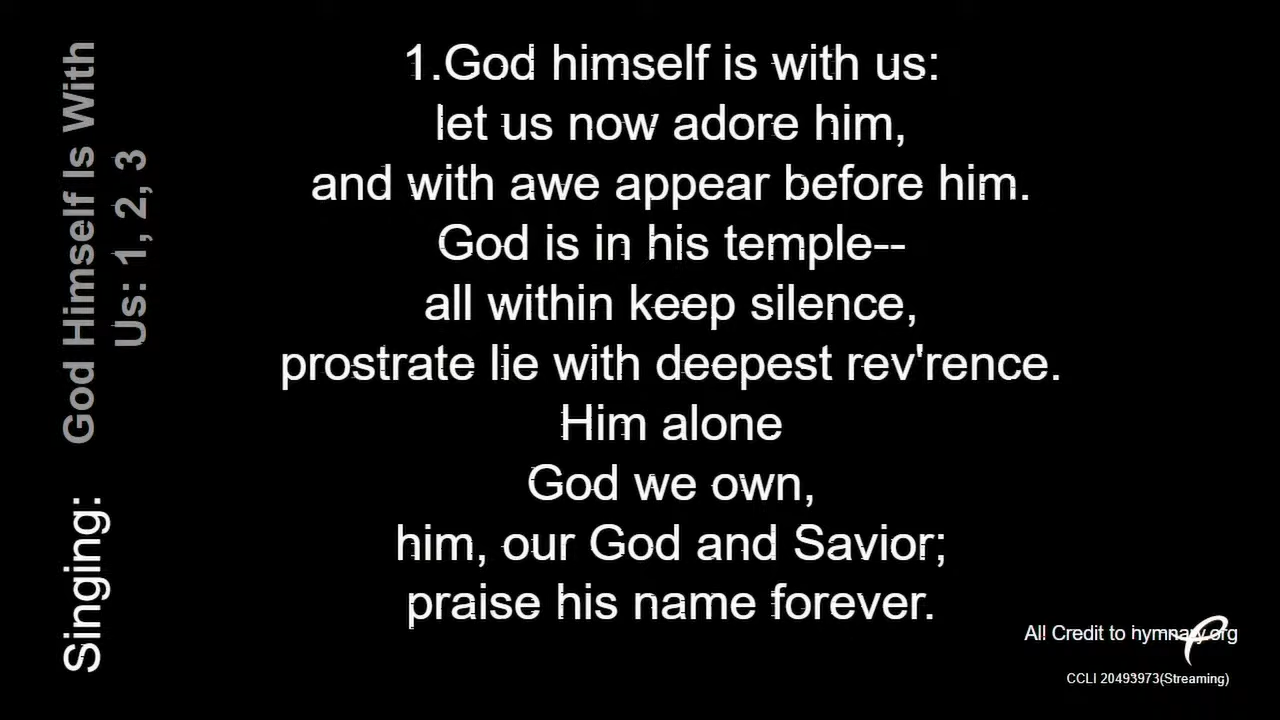 Singing: God Himself Is With
Us: 1, 2, 3
1.God himself is with us:
let us now adore him,
and with awe appear before him.
God is in his temple--
all within keep silence,
prostrate lie with deepest rev'rence.
Him alone
God we own,
him, our God and Savior;
praise his name forever.
All Credit to hymnary.org
CCLI 20493973(Streaming)